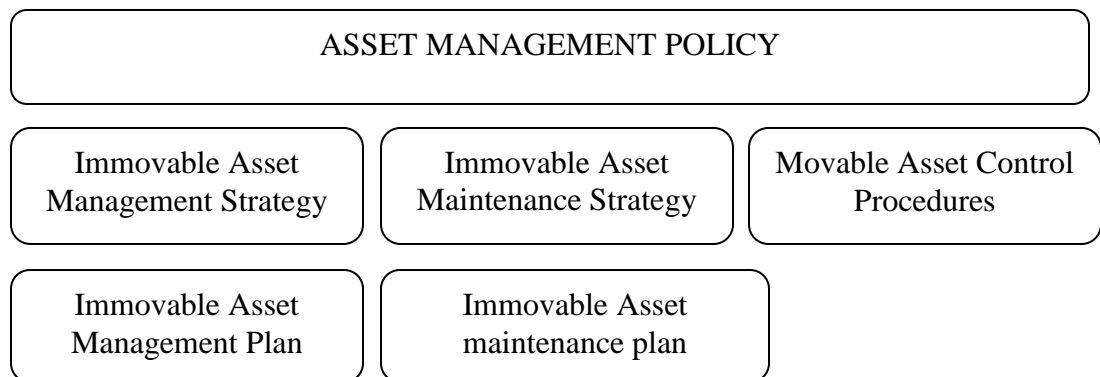 ASSET MANAGEMENT POLICY
Immovable Asset
Management Strategy
Immovable Asset
Maintenance Strategy
Movable Asset Control
Procedures
Immovable Asset
Management Plan
Immovable Asset
maintenance plan